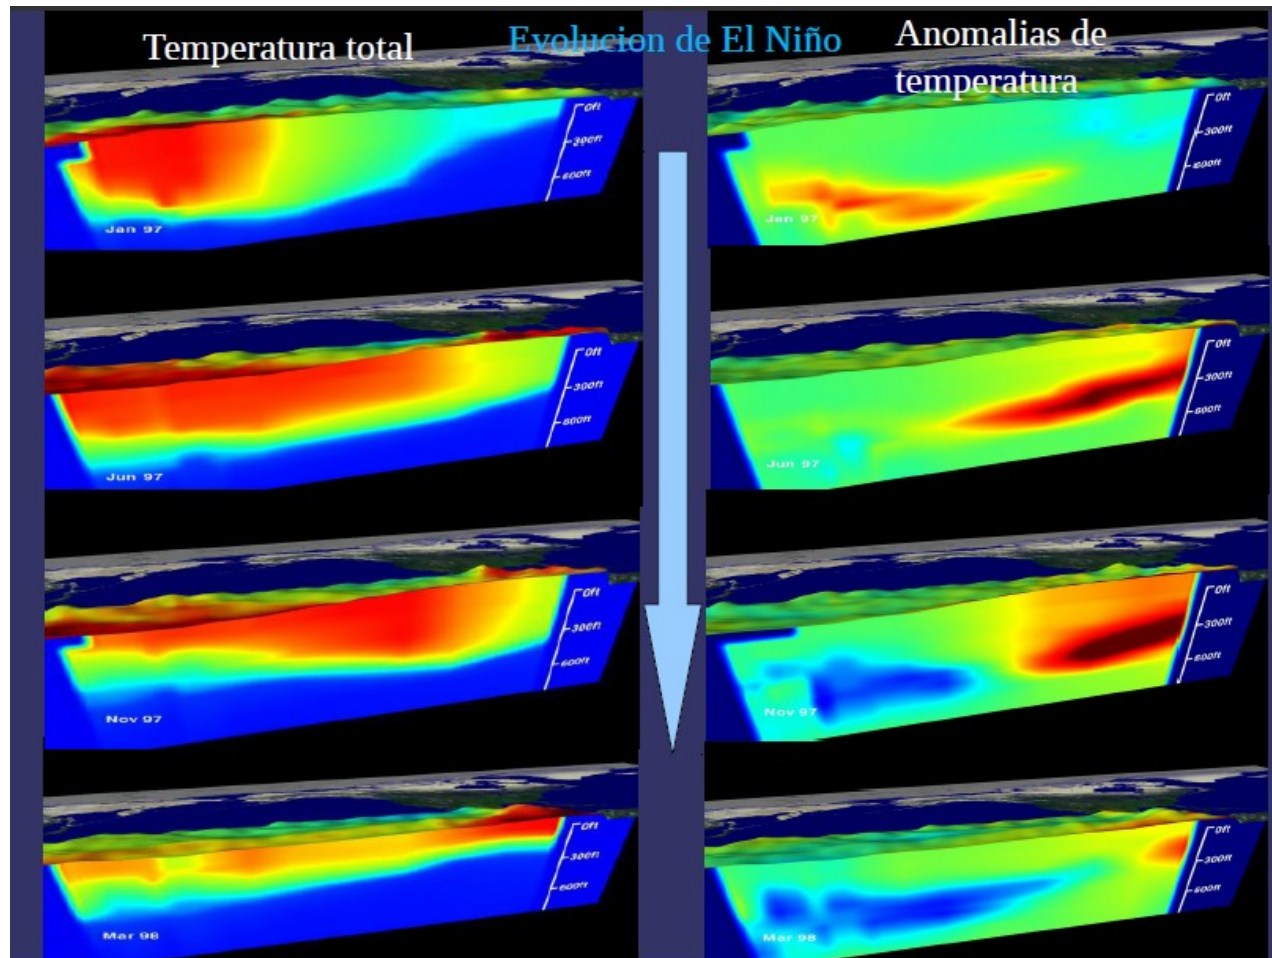 Temperatura total
Evolucion de El Niño
Anomalias de
temperatura
0ft
300ft
600ft
Jan 97
0ft
300ft
600ft
Jan 97
0ft
300ft
600ft
Jun 97
0ft
300ft
600ft
Jun 97
0ft
300ft
600ft
Nov 97
0ft
300ft
600ft
Nov 97
0ft
300ft
600ft
Mar 98
0ft
300ft
600ft
Mar 98